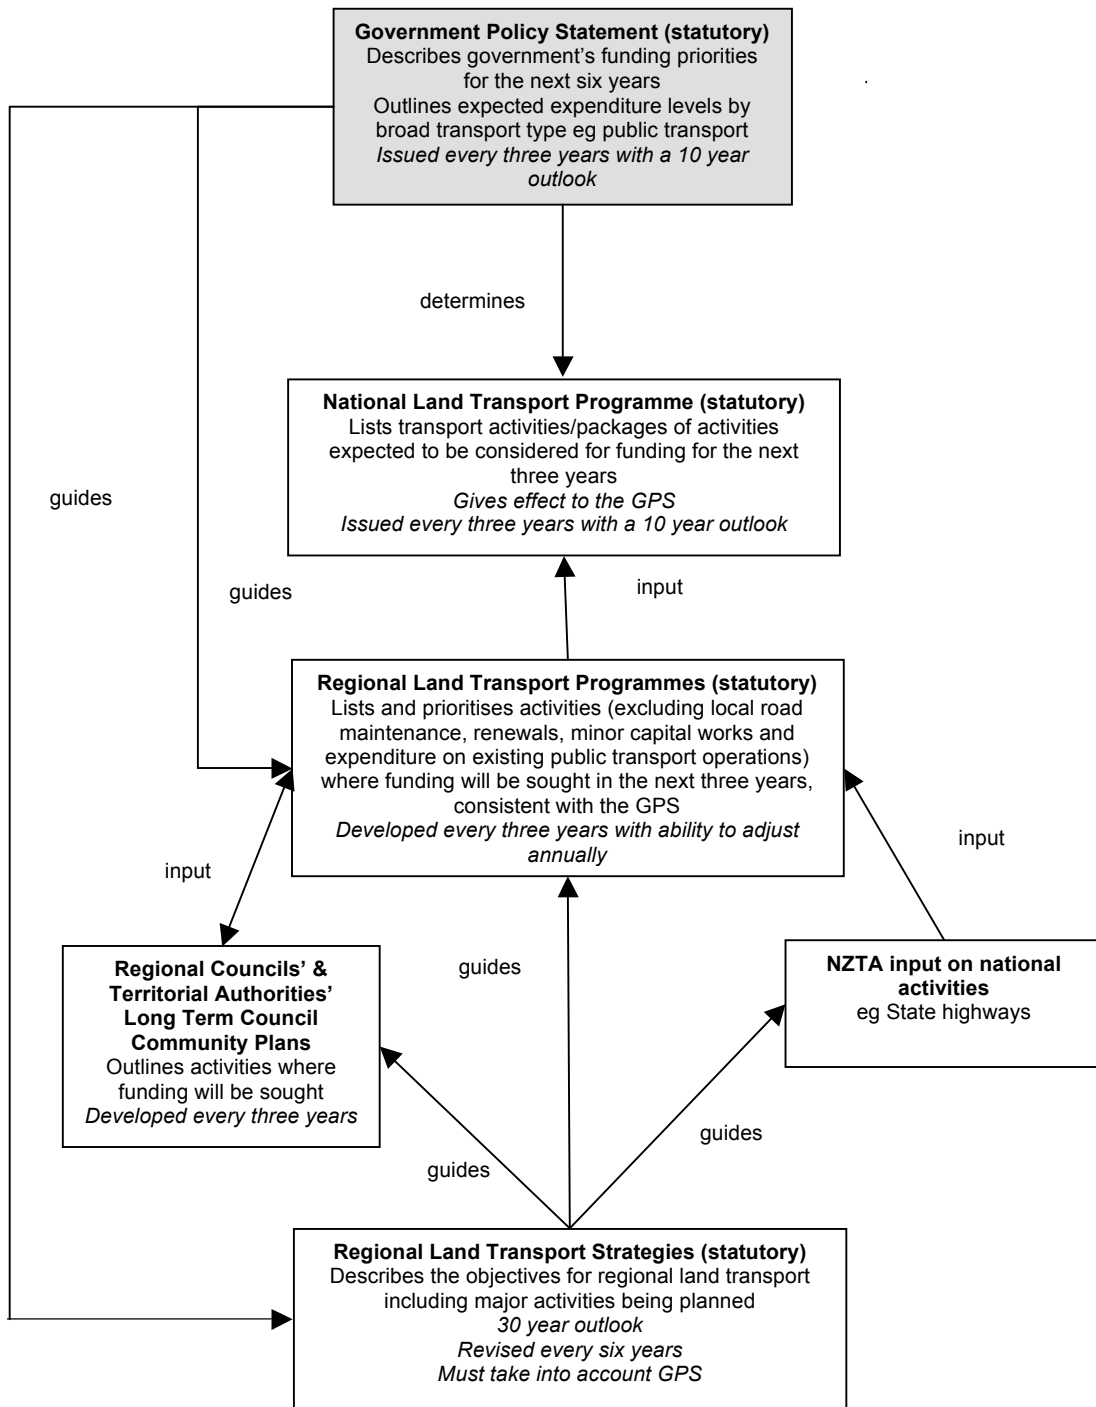 Government Policy Statement (statutory)
Describes government's funding priorities
for the next six years
Outlines expected expenditure levels by
broad transport type eg public transport
Issued every three years with a 10 year
outlook
determines
National Land Transport Programme (statutory)
Lists transport activities/packages of activities
expected to be considered for funding for the next
three years
Gives effect to the GPS
Issued every three years with a 10 year outlook
guides
guides
input
Regional Land Transport Programmes (statutory)
Lists and prioritises activities (excluding local road
maintenance, renewals, minor capital works and
expenditure on existing public transport operations)
where funding will be sought in the next three years,
consistent with the GPS
Developed every three years with ability to adjust
annually
input
input
Regional Councils' &
Territorial Authorities'
Long Term Council
Community Plans
Outlines activities where
funding will be sought
Developed every three years
guides
NZTA input on national
activities
eg State highways
guides
guides
Regional Land Transport Strategies (statutory)
Describes the objectives for regional land transport
including major activities being planned
30 year outlook
Revised every six years
Must take into account GPS